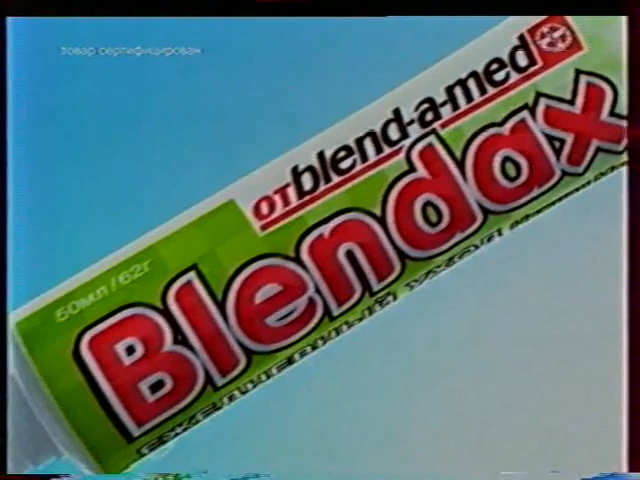 товар сертифицирован
от blend-a-med
Blendax
50мл/62г
ежедневный уход